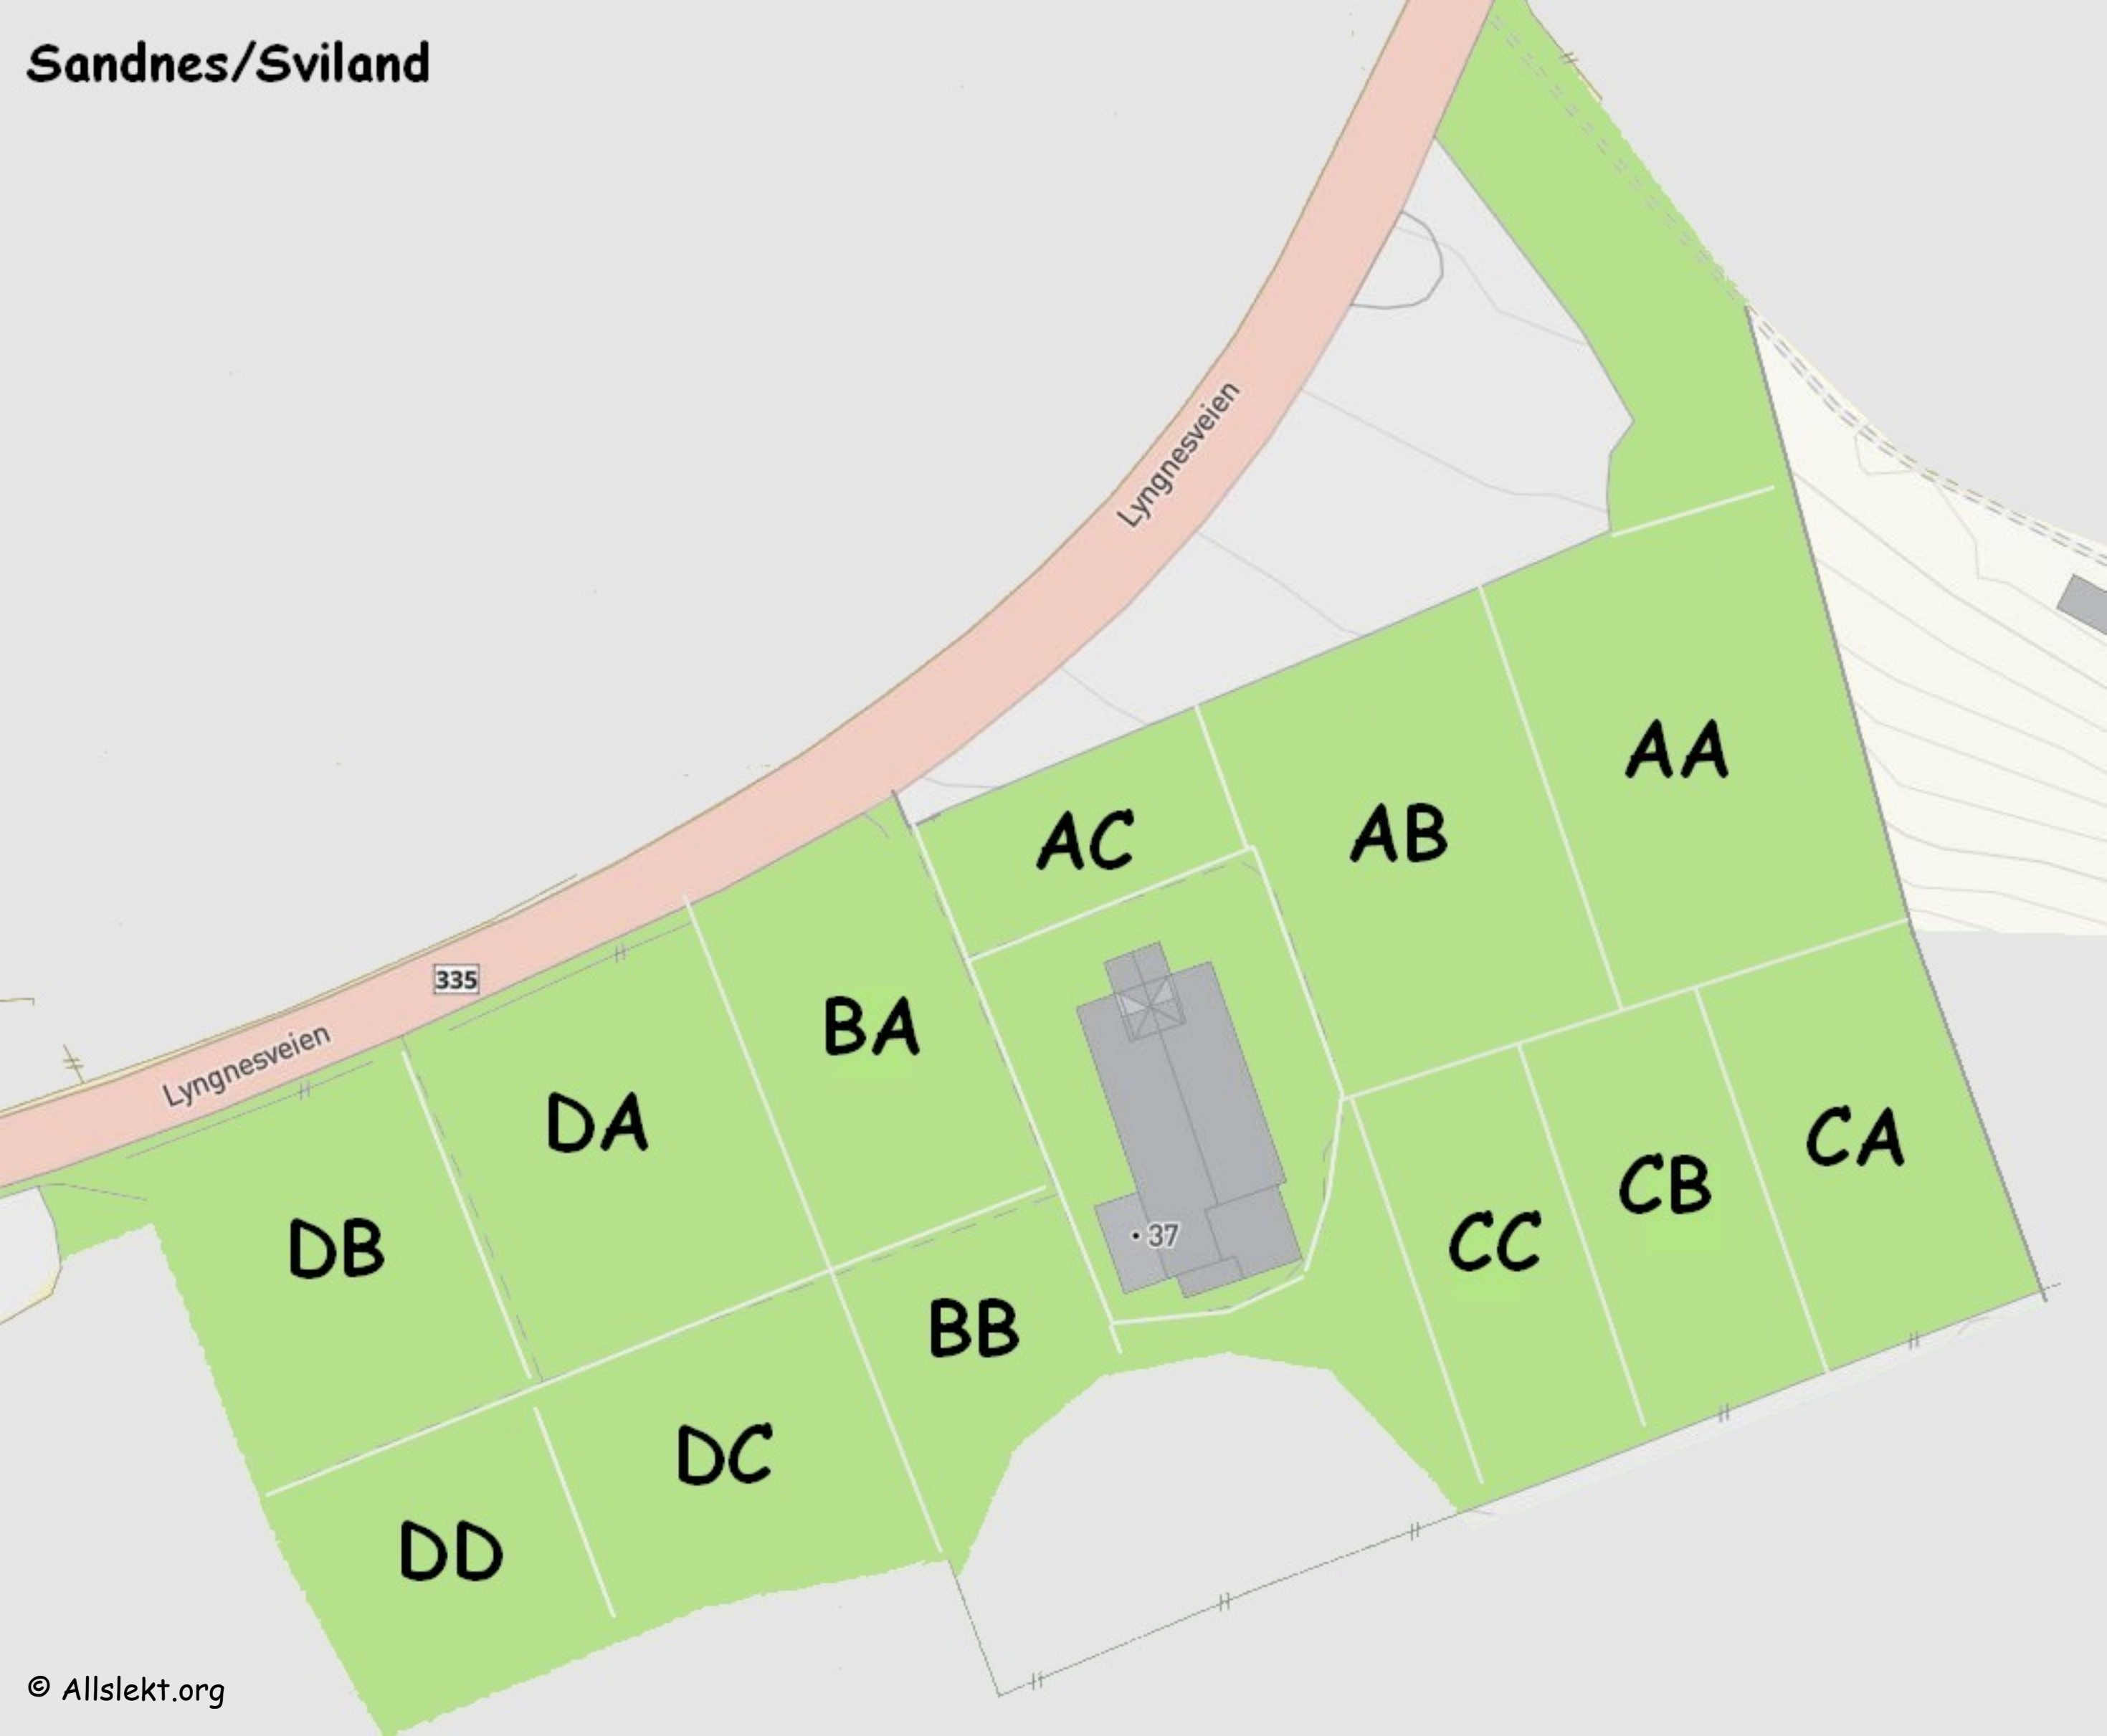 Sandnes/Sviland
Lyngnesveien
AA
AB
AC
335
BA
Lyngnesveien
DA
CA
CB
CC
37
DB
BB
DC
DD
© Allslekt.org